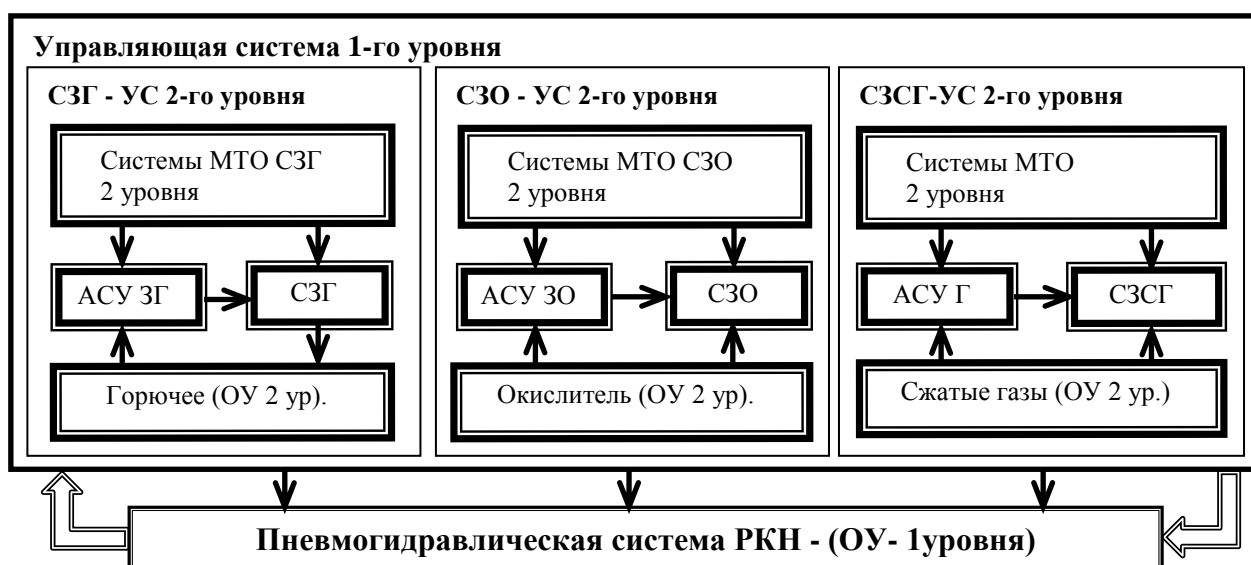 Управляющая система 1-го уровня
СЗГ - УС 2-го уровня
Системы МТО СЗГ
2 уровня
АСУ ЗГ
СЗГ
Горючее (ОУ 2 ур).
СЗО - УС 2-го уровня
Системы МТО СЗО
2 уровня
АСУ ЗО
СЗО
Окислитель (ОУ 2 ур).
СЗСГ-УС 2-го уровня
Системы МТО
2 уровня
АСУ Г
СЗСГ
Сжатые газы (ОУ 2 ур.)
Пневмогидравлическая система РКН - (ОУ- 1уровня)